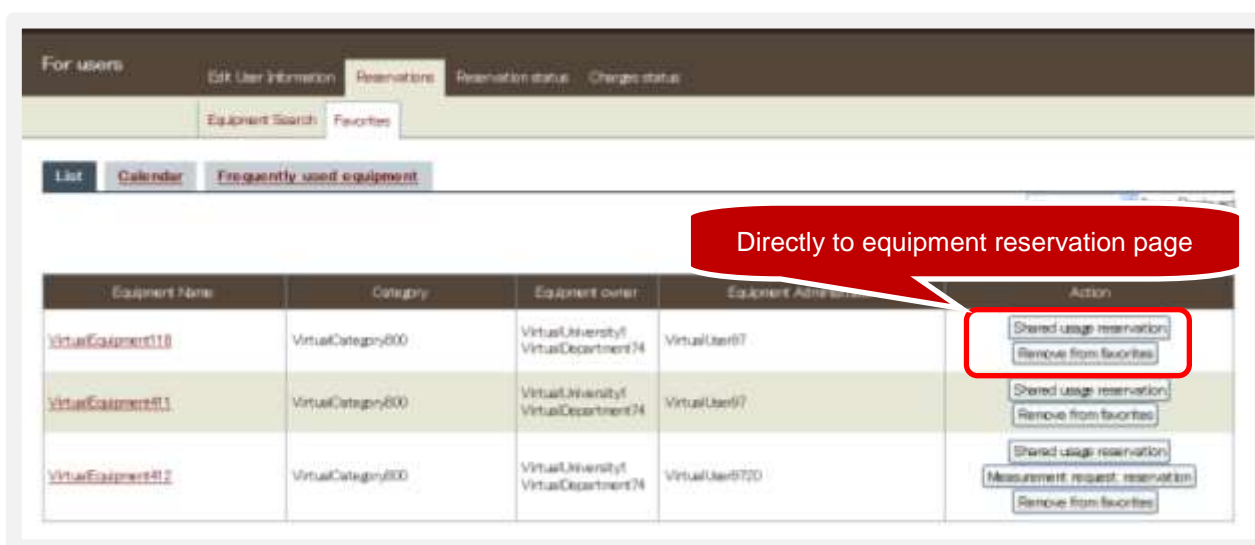 For users
Edit User Information Reservations Reservation status Charges status
Equipment Search Favorites
List Calendar Frequently used equipment
Directly to equipment reservation page
Equipment Name Category Equipment owner Equipment Action
VirtualEquipment118 VirtualCategory800 VirtualUniversity1 VirtualDepartment74 VirtualUser97 Shared usage reservation
Remove from favorites
VirtualEquipment411 VirtualCategory800 VirtualUniversity1 VirtualDepartment74 VirtualUser97 Shared usage reservation
Remove from favorites
VirtualEquipment412 VirtualCategory800 VirtualUniversity1 VirtualDepartment74 VirtualUser9720 Shared usage reservation
Measurement request reservation
Remove from favorites